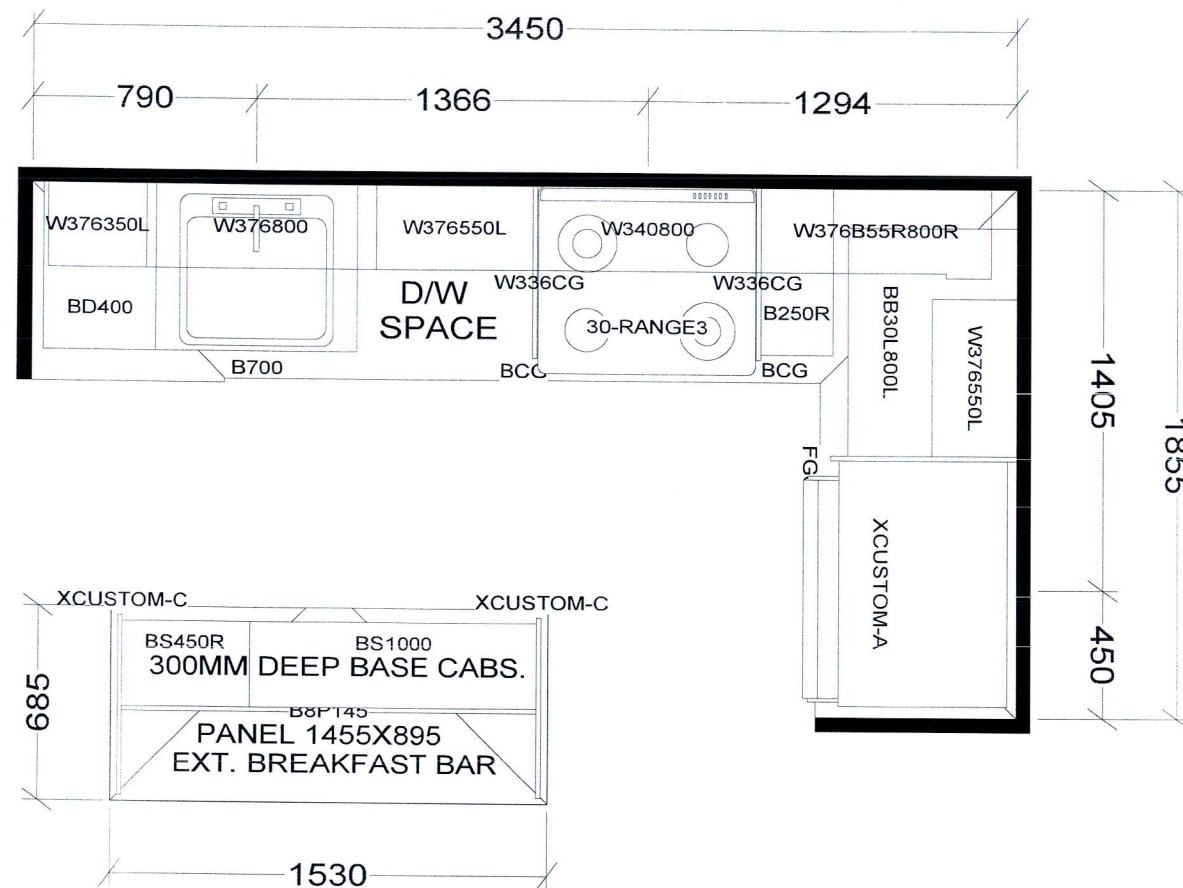 3450
790
1366
1294
W376350L
W376800
W376550L
W340800
W376B55R800R
W336CG
W336CG
BD400
D/W
SPACE
30-RANGE3
B250R
BB30L800L
W376550L
B700
BCG
BCG
1405
1855
FG
XCUSTOM-A
450
XCUSTOM-C
XCUSTOM-C
BS450R
BS1000
300MM DEEP BASE CABS.
685
B8P145
PANEL 1455X895
EXT. BREAKFAST BAR
1530